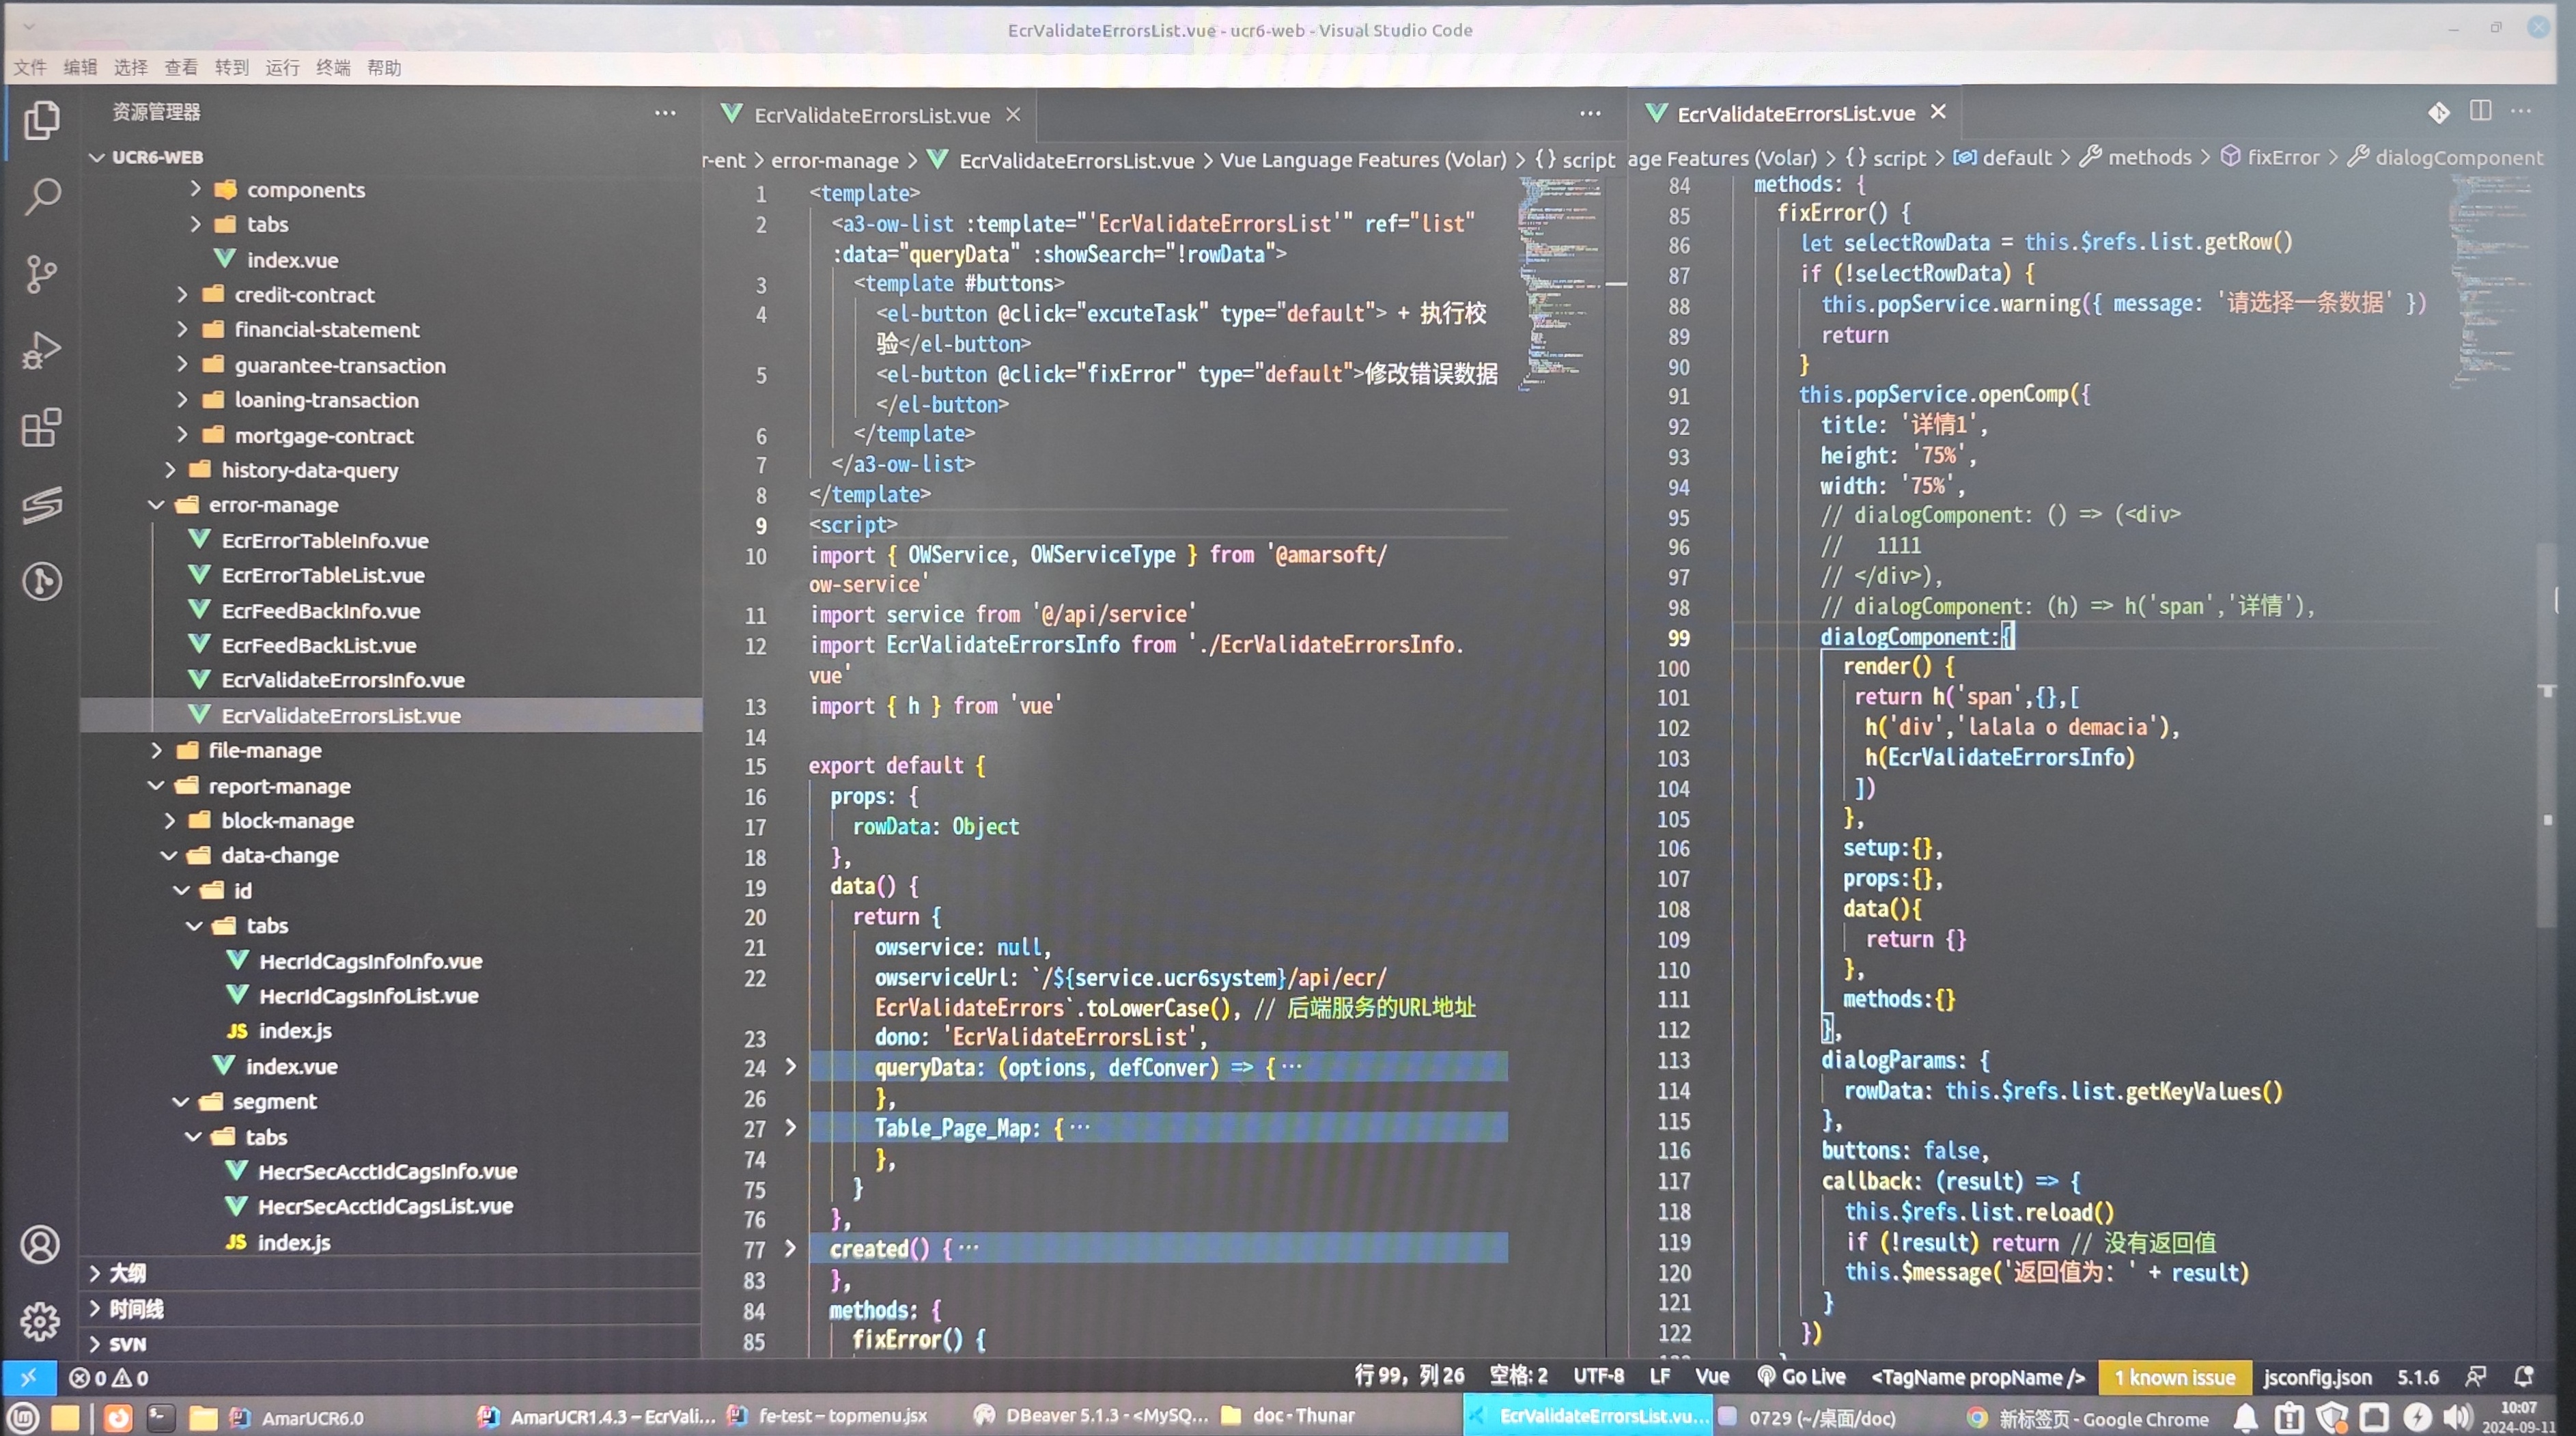 EcrValidateErrorsList.vue - ucr6-web - Visual Studio Code
文件 编辑 选择 查看 转到 运行 终端 帮助
资源管理器
UCR6-WEB
components
tabs
index.vue
credit-contract
financial-statement
guarantee-transaction
loaning-transaction
mortgage-contract
history-data-query
error-manage
EcrErrorTableInfo.vue
EcrErrorTableList.vue
EcrFeedBackInfo.vue
EcrFeedBackList.vue
EcrValidateErrorsInfo.vue
EcrValidateErrorsList.vue
file-manage
report-manage
block-manage
data-change
id
tabs
HecrIdCagsInfoInfo.vue
HecrIdCagsInfoList.vue
JS index.js
index.vue
segment
tabs
HecrSecAcctIdCagsInfo.vue
HecrSecAcctIdCagsList.vue
JS index.js
大纲
时间线
SVN
EcrValidateErrorsList.vue
r-ent > error-manage > EcrValidateErrorsList.vue > Vue Language Features (Volar) > {} script
1 <template>
2 <a3-ow-list :template="'EcrValidateErrorsList'" ref="list"
:data="queryData" :showSearch="!rowData">
3 <template #buttons>
4 <el-button @click="excuteTask" type="default"> + 执行校
验</el-button>
5 <el-button @click="fixError" type="default">修改错误数据
</el-button>
6 </template>
7 </a3-ow-list>
8 </template>
9 <script>
10 import { OWService, OWServiceType } from '@amarsoft/
ow-service'
11 import service from '@/api/service'
12 import EcrValidateErrorsInfo from './EcrValidateErrorsInfo.
vue'
13 import { h } from 'vue'
14
15 export default {
16 props: {
17 rowData: Object
18 },
19 data() {
20 return {
21 owservice: null,
22 owserviceUrl: `/${service.ucr6system}/api/ecr/
EcrValidateErrors`.toLowerCase(), // 后端服务的URL地址
23 dono: 'EcrValidateErrorsList',
24 queryData: (options, defConver) => {⋯
26 },
27 Table_Page_Map: {⋯
74 },
75 }
76 },
77 created() {⋯
83 },
84 methods: {
85 fixError() {
EcrValidateErrorsList.vue
age Features (Volar) > {} script > default > methods > fixError > dialogComponent
84 methods: {
85 fixError() {
86 let selectRowData = this.$refs.list.getRow()
87 if (!selectRowData) {
88 this.popService.warning({ message: '请选择一条数据' })
89 return
90 }
91 this.popService.openComp({
92 title: '详情1',
93 height: '75%',
94 width: '75%',
95 // dialogComponent: () => (<div>
96 // 1111
97 // </div>),
98 // dialogComponent: (h) => h('span','详情'),
99 dialogComponent:{
100 render() {
101 return h('span',{},[
102 h('div','lalala o demacia'),
103 h(EcrValidateErrorsInfo)
104 ])
105 },
106 setup:{},
107 props:{},
108 data(){
109 return {}
110 },
111 methods:{}
112 },
113 dialogParams: {
114 rowData: this.$refs.list.getKeyValues()
115 },
116 buttons: false,
117 callback: (result) => {
118 this.$refs.list.reload()
119 if (!result) return // 没有返回值
120 this.$message('返回值为: ' + result)
121 }
122 })
0 0 行 99, 列 26 空格: 2 UTF-8 LF Vue Go Live <TagName propName /> 1 known issue jsconfig.json 5.1.6
AmarUCR6.0 AmarUCR1.4.3 – EcrVali... fe-test – topmenu.jsx DBeaver 5.1.3 - <MySQ... doc - Thunar EcrValidateErrorsList.vu... 0729 (~/桌面/doc) 新标签页 - Google Chrome 10:07
2024-09-11